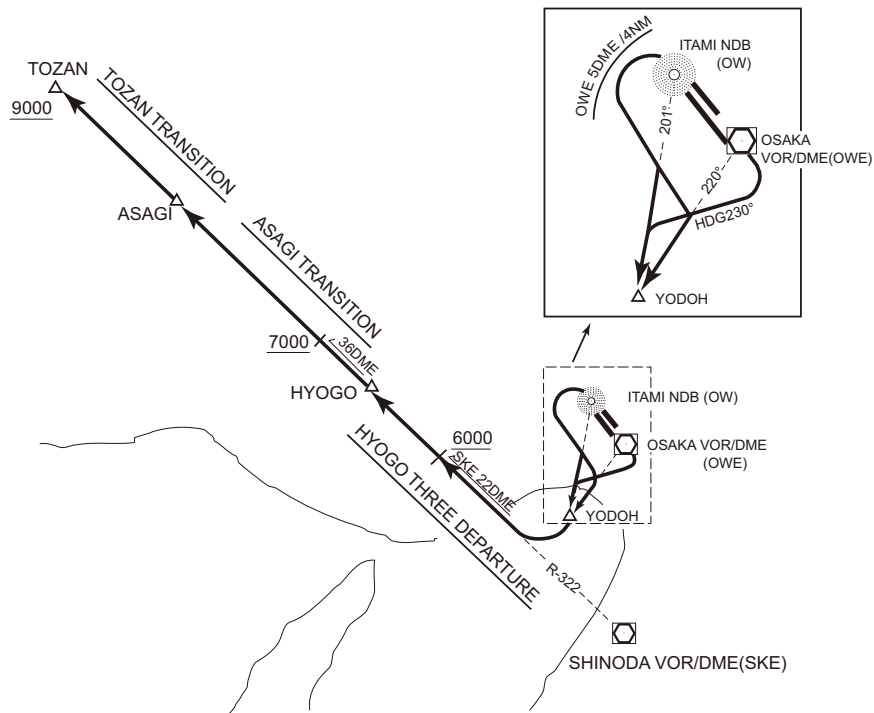 TOZAN
9000
TOZAN TRANSITION
ASAGI
ASAGI TRANSITION
7000
36DME
HYOGO
6000
SKE 22DME
HYOGO THREE DEPARTURE
R-322
SHINODA VOR/DME(SKE)
ITAMI NDB (OW)
OSAKA VOR/DME
(OWE)
YODOH
OWE 5DME /4NM
ITAMI NDB
(OW)
201°
OSAKA
VOR/DME(OWE)
220°
HDG230°
YODOH